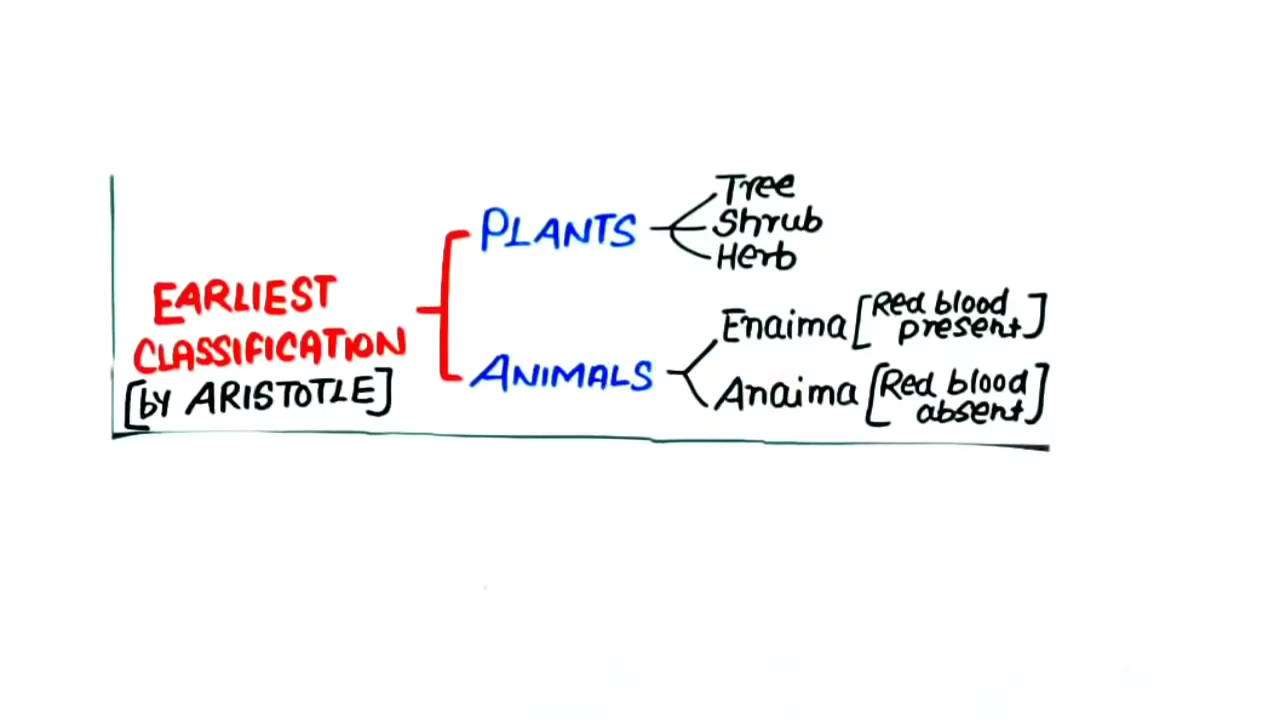 EARLIEST
CLASSIFICATION
[by ARISTOTLE]
PLANTS
Tree
Shrub
Herb
ANIMALS
Enaima [Red blood
present]
Anaima [Red blood
absent]